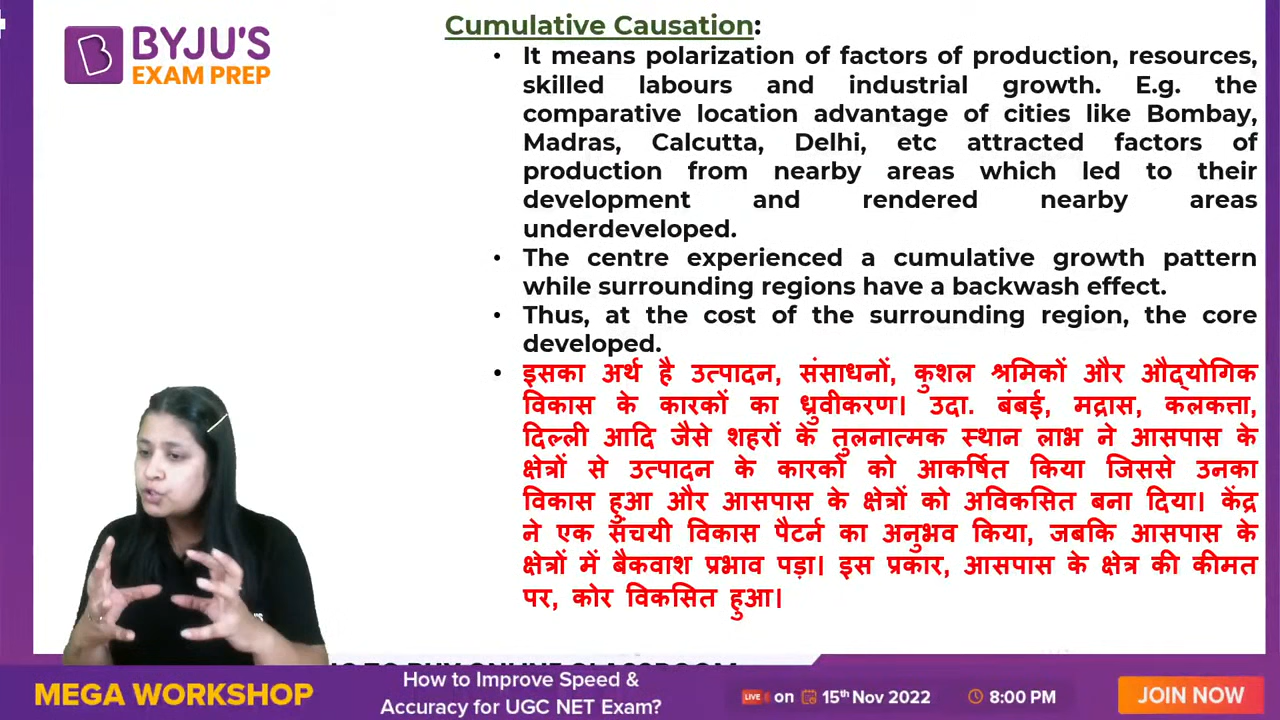 BYJU'S
EXAM PREP
Cumulative Causation:
• It means polarization of factors of production, resources,
skilled labours and industrial growth. E.g. the
comparative location advantage of cities like Bombay,
Madras, Calcutta, Delhi, etc attracted factors of
production from nearby areas which led to their
development and rendered nearby areas
underdeveloped.
• The centre experienced a cumulative growth pattern
while surrounding regions have a backwash effect.
• Thus, at the cost of the surrounding region, the core
developed.
• इसका अर्थ है उत्पादन, संसाधनों, कुशल श्रमिकों और औद्योगिक
विकास के कारकों का ध्रुवीकरण। उदा. बंबई, मद्रास, कलकत्ता,
दिल्ली आदि जैसे शहरों के तुलनात्मक स्थान लाभ ने आसपास के
क्षेत्रों से उत्पादन के कारकों को आकर्षित किया जिससे उनका
विकास हुआ और आसपास के क्षेत्रों को अविकसित बना दिया। केंद्र
ने एक संचयी विकास पैटर्न का अनुभव किया, जबकि आसपास के
क्षेत्रों में बैकवाश प्रभाव पड़ा। इस प्रकार, आसपास के क्षेत्र की कीमत
पर, कोर विकसित हुआ।
MEGA WORKSHOP
How to Improve Speed &
Accuracy for UGC NET Exam?
LIVE on 15th Nov 2022 8:00 PM
JOIN NOW